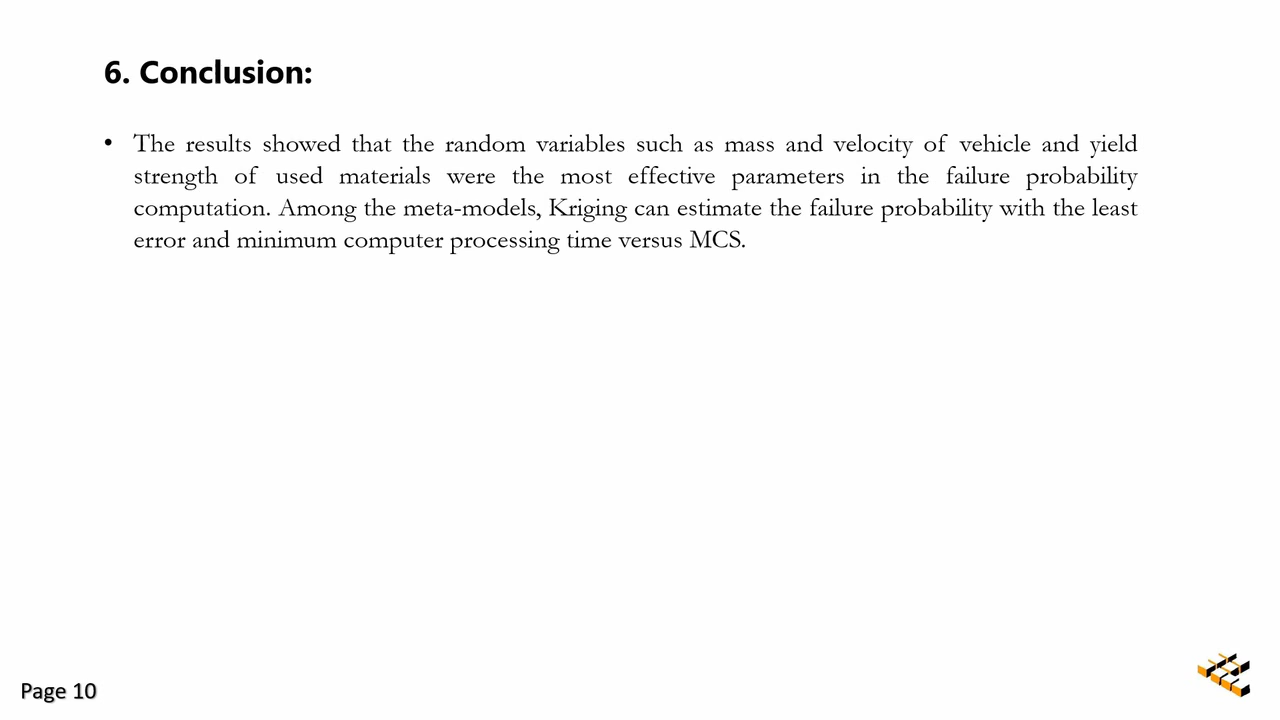 6. Conclusion:
• The results showed that the random variables such as mass and velocity of vehicle and yield
strength of used materials were the most effective parameters in the failure probability
computation. Among the meta-models, Kriging can estimate the failure probability with the least
error and minimum computer processing time versus MCS.
Page 10